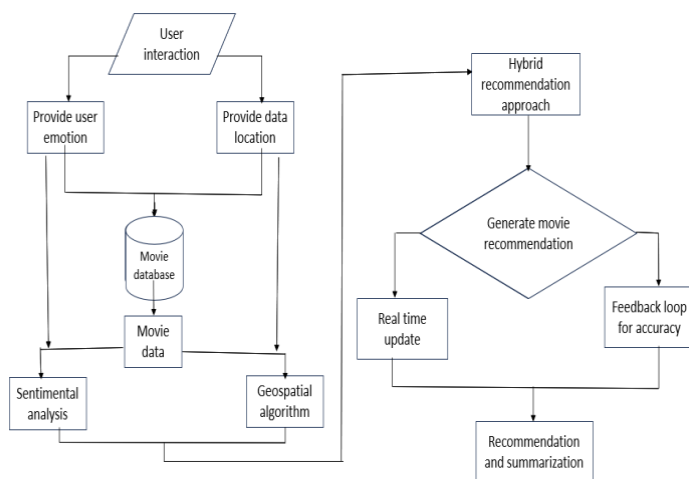 User
interaction
Provide user
emotion
Provide data
location
Movie
database
Movie
data
Sentimental
analysis
Geospatial
algorithm
Hybrid
recommendation
approach
Generate movie
recommendation
Real time
update
Feedback loop
for accuracy
Recommendation
and summarization